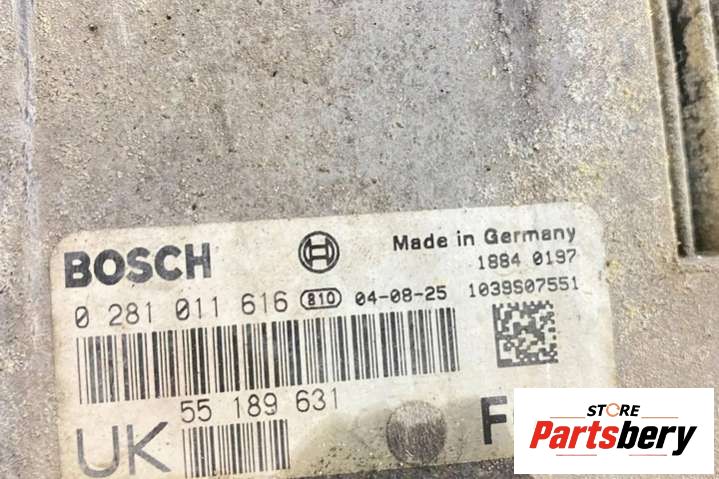 BOSCH Made in Germany
1884 0197
0 281 011 616 810 04-08-25 1039S07551
55 189 631
UK
STORE
Partsbery